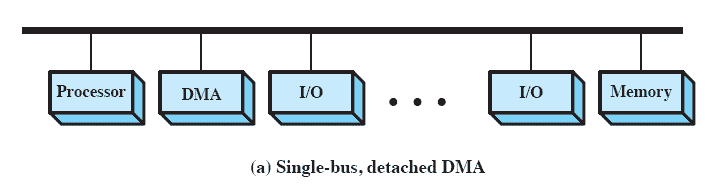 Processor DMA I/O • • • I/O Memory
(a) Single-bus, detached DMA